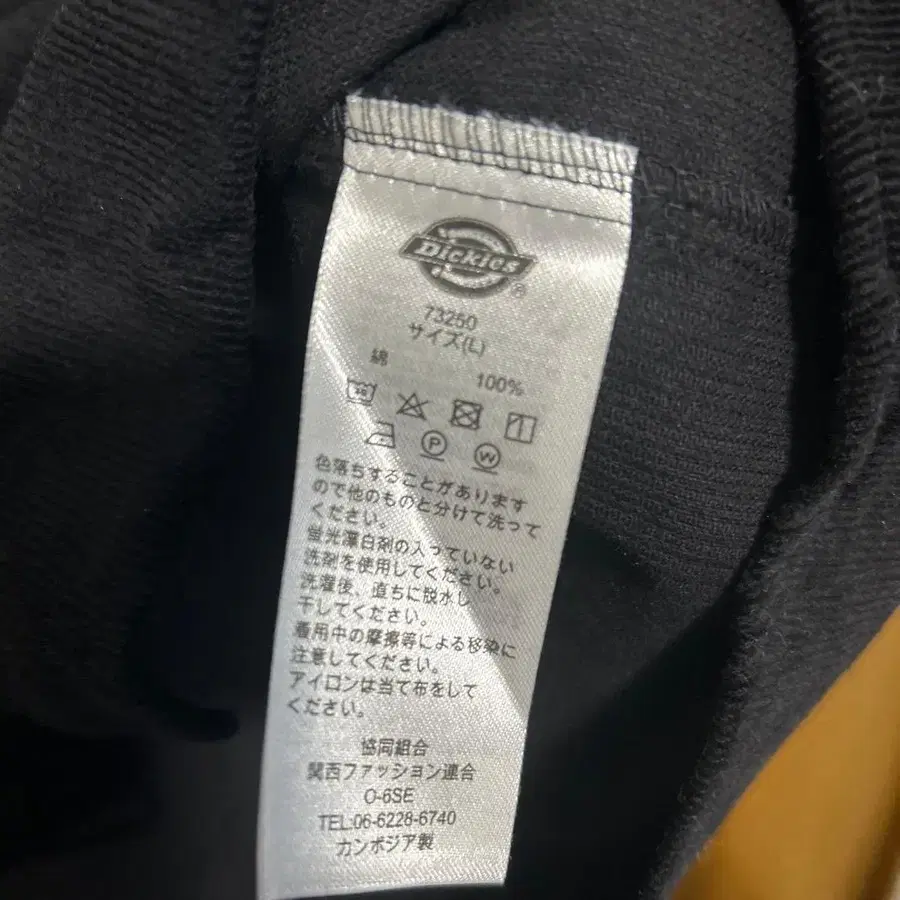 Dickies®
73250
サイズ(L)
綿 100%
P W
色落ちすることがあります
ので他のものと分けて洗って
ください。
蛍光漂白剤の入っていない
洗剤を使用してください。
洗濯後、直ちに脱水し
干してください。
着用中の摩擦等による移染に
注意してください。
アイロンは当て布をして
ください。
協同組合
関西ファッション連合
O-6SE
TEL:06-6228-6740
カンボジア製